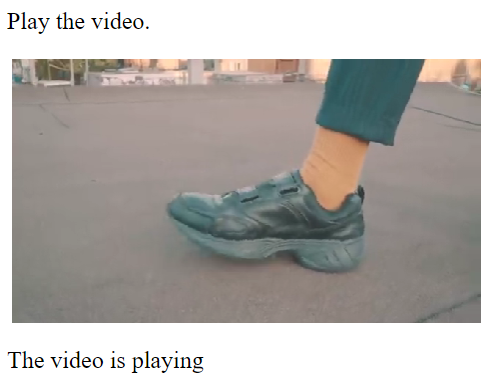 Play the video.
The video is playing